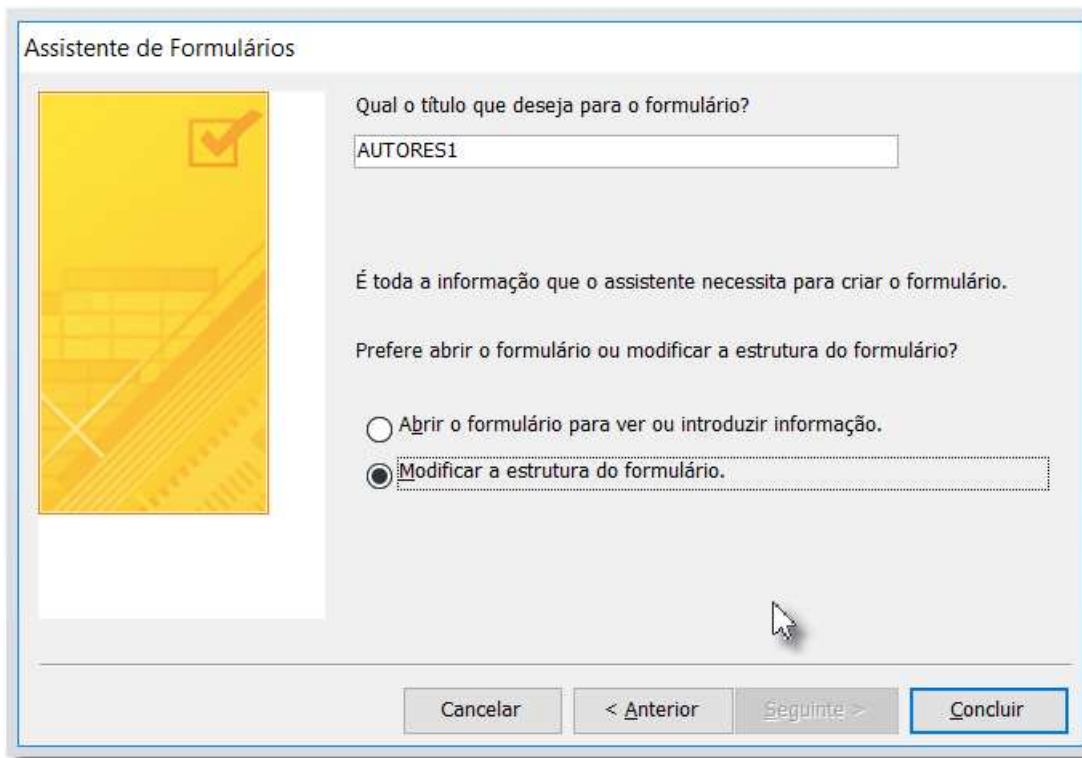 Assistente de Formulários
Qual o título que deseja para o formulário?
AUTORES1
É toda a informação que o assistente necessita para criar o formulário.
Prefere abrir o formulário ou modificar a estrutura do formulário?
Abrir o formulário para ver ou introduzir informação.
Modificar a estrutura do formulário.
Cancelar
< Anterior
Seguinte >
Concluir